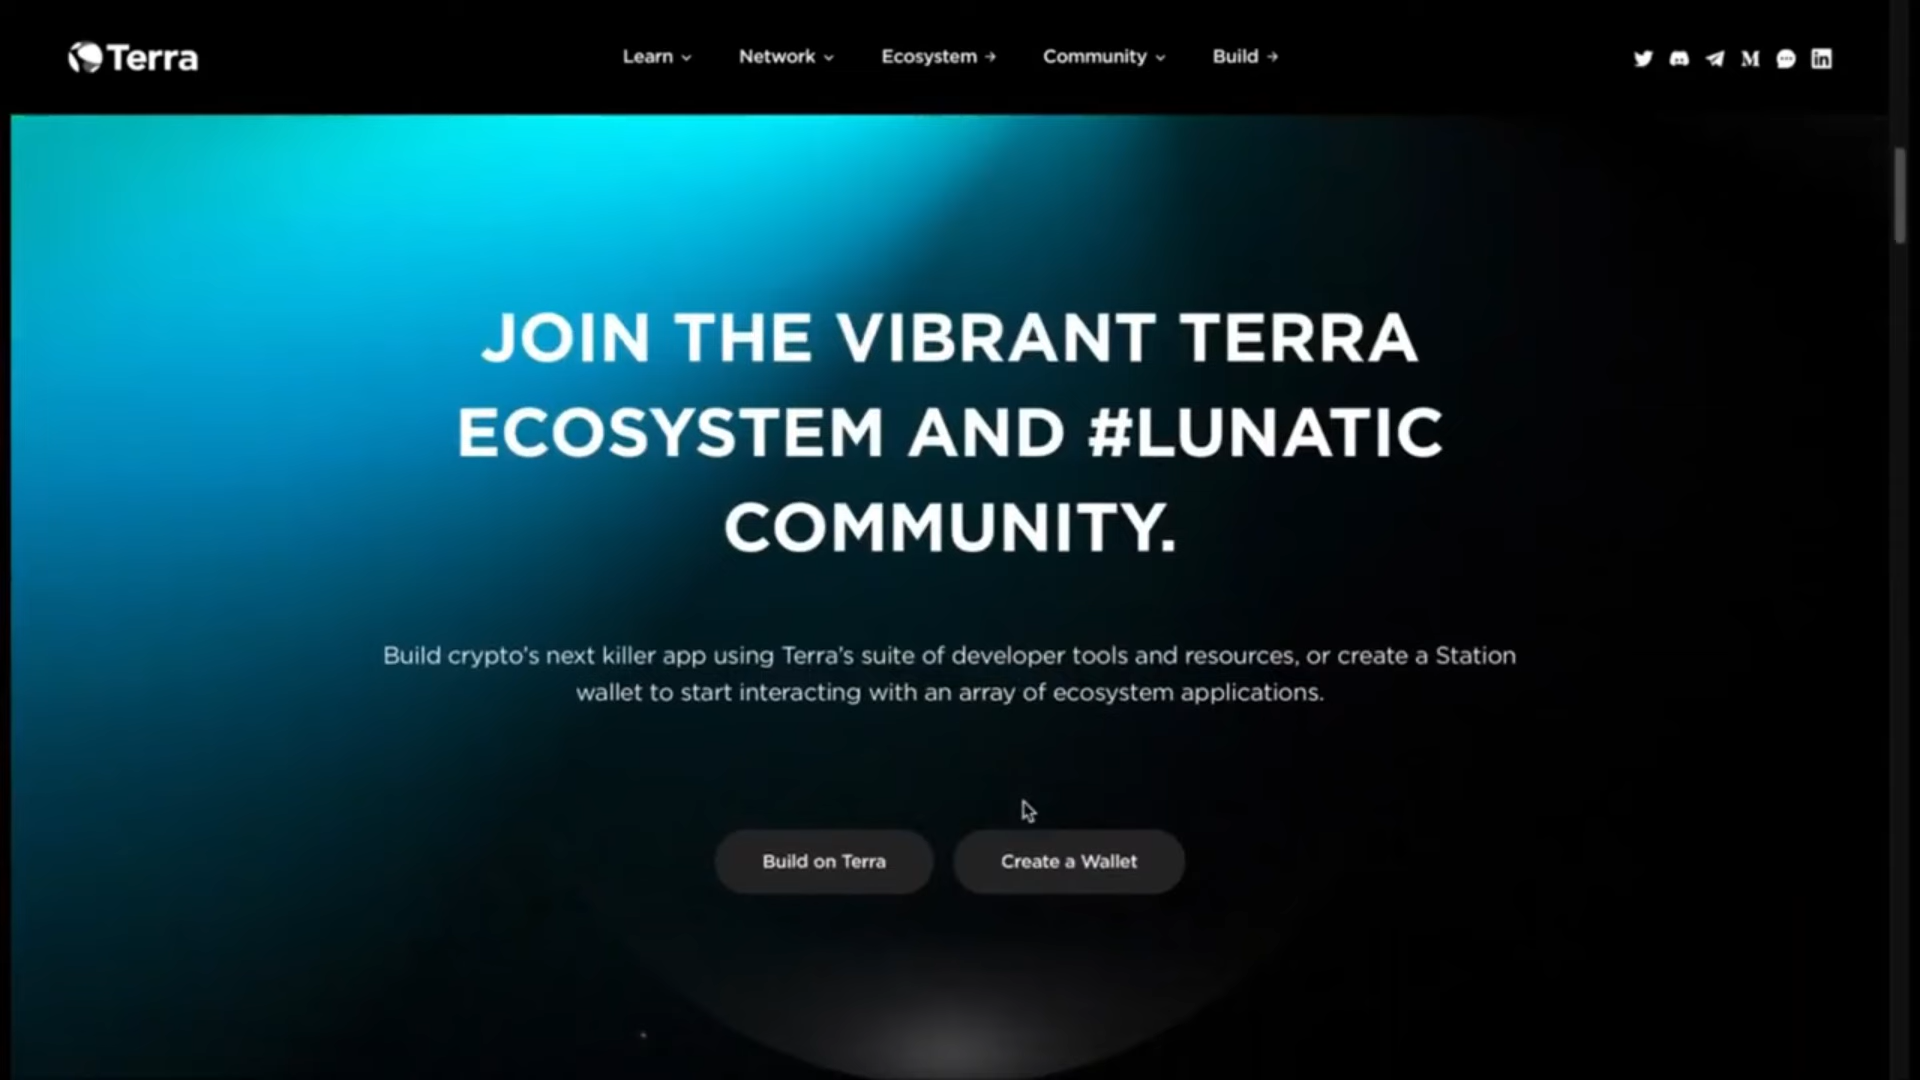 Terra
Learn
Network
Ecosystem
Community
Build
JOIN THE VIBRANT TERRA
ECOSYSTEM AND #LUNATIC
COMMUNITY.
Build crypto's next killer app using Terra's suite of developer tools and resources, or create a Station
wallet to start interacting with an array of ecosystem applications.
Build on Terra
Create a Wallet